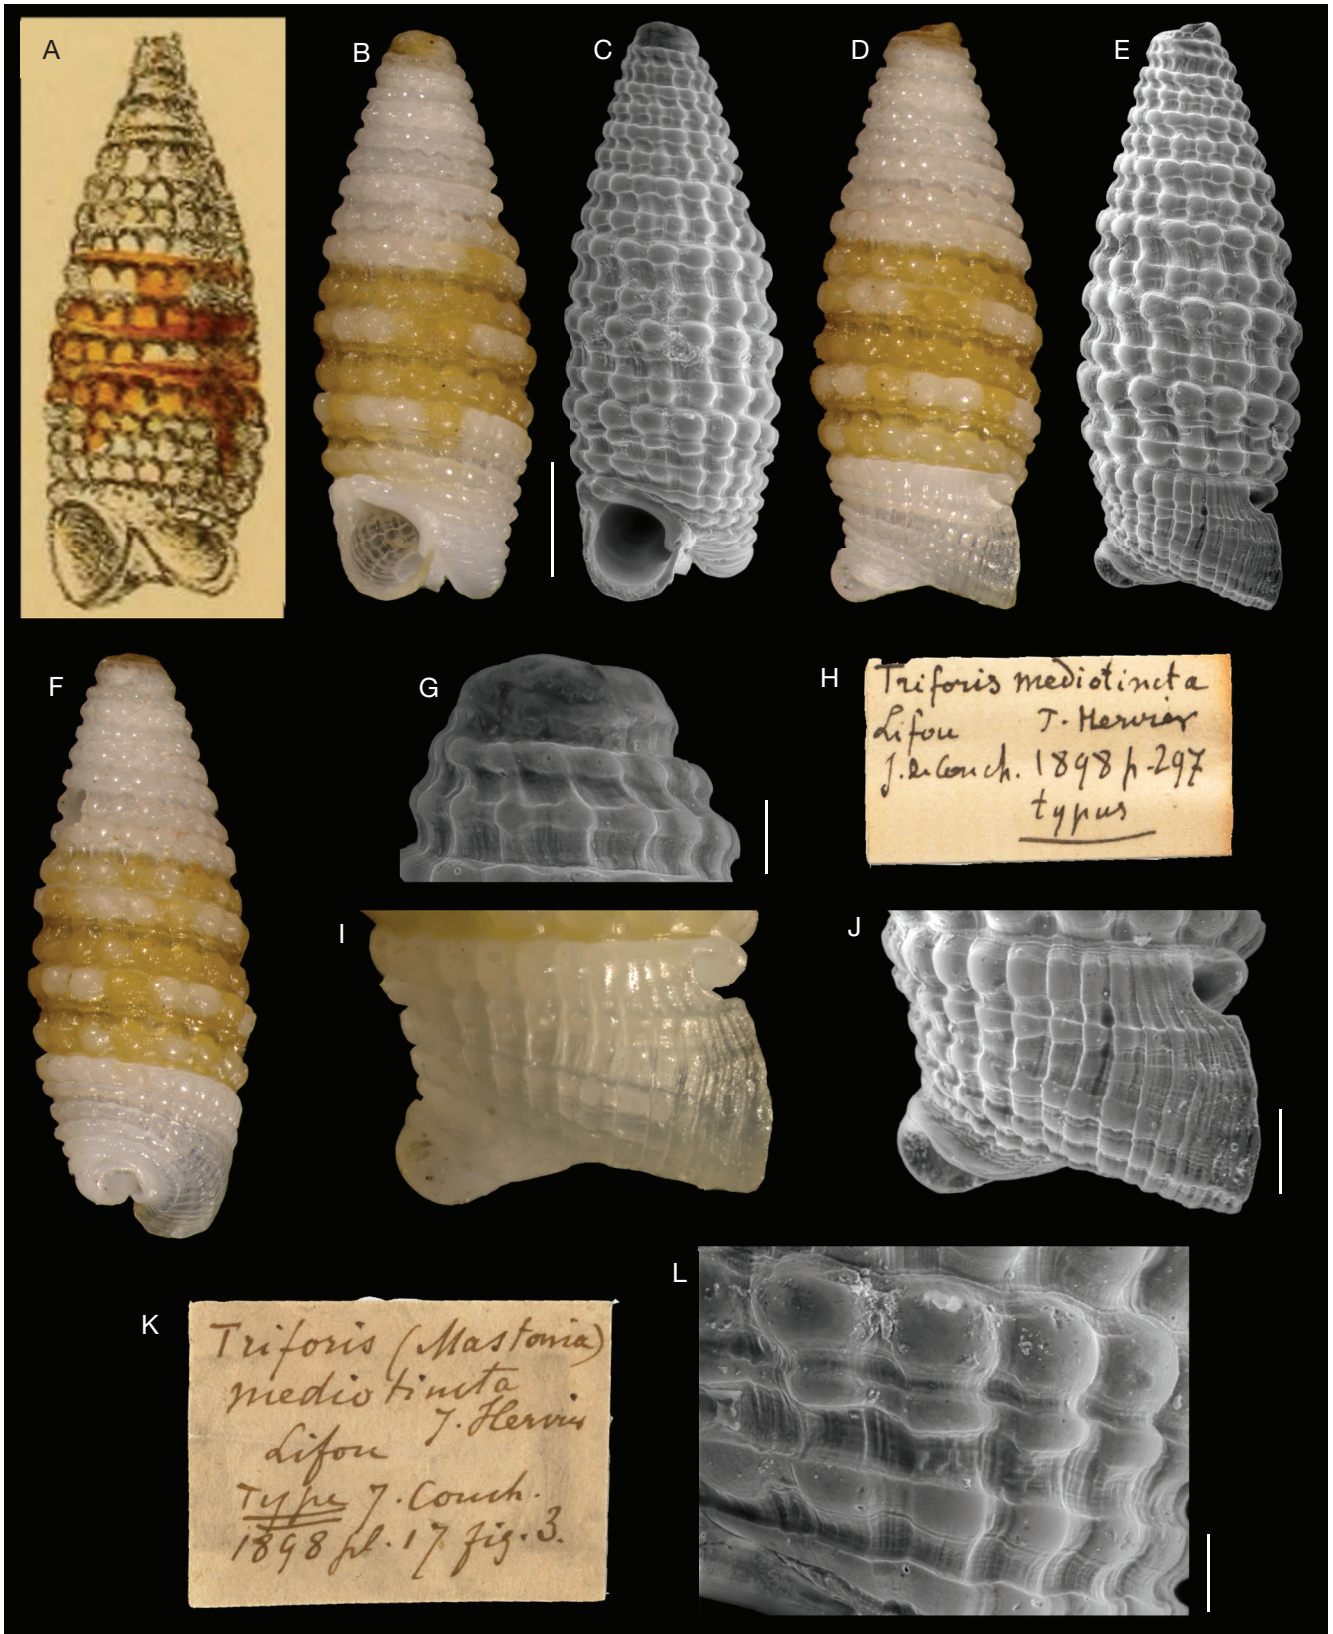 A
B
C
D
E
F
G
H
Triforis mediotincta
Lifou J. Hervier
J. de Conch. 1898 p. 297
typus
I
J
K
Triforis (Mastonia)
mediotincta
J. Hervier
Lifou
Type J. Conch.
1898 pl. 17 fig. 3.
L